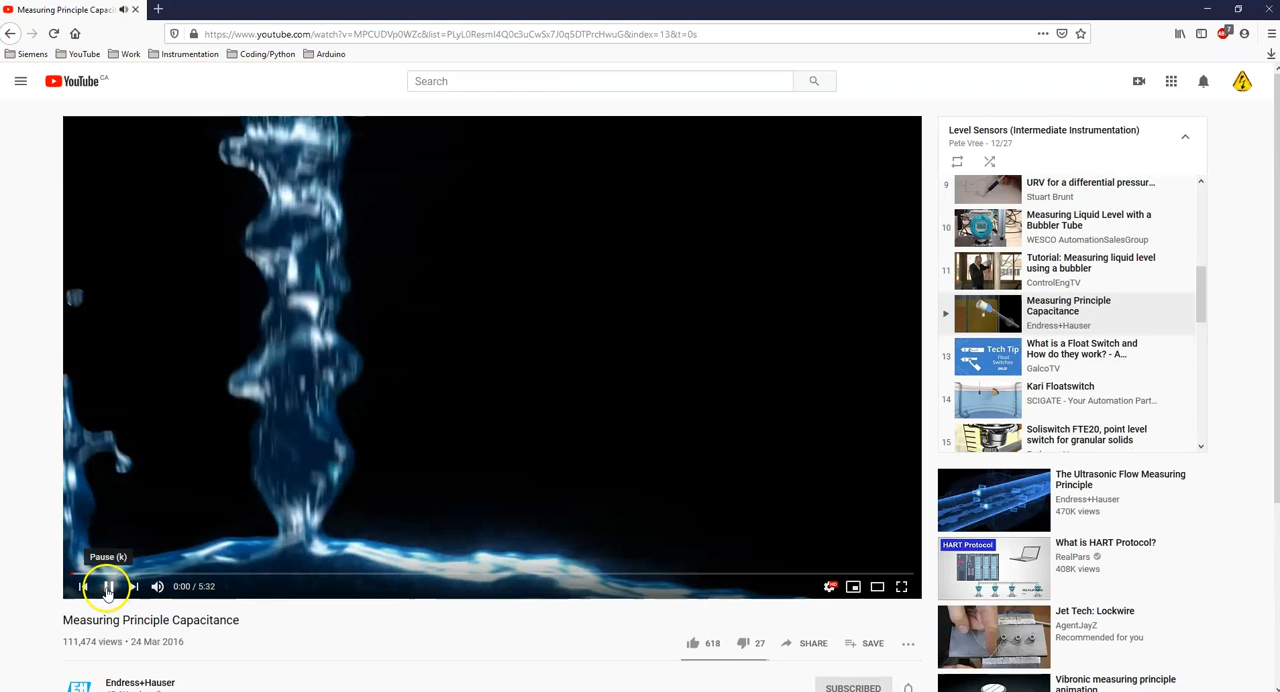 Measuring Principle Capaci
https://www.youtube.com/watch?v=MPCUDVp0WZc&list=PLyL0ResmI4Q0c3uCwSx7J0q5DTPrcHwuG&index=13&t=0s
Siemens YouTube Work Instrumentation Coding/Python Arduino
YouTube CA
Search
Level Sensors (Intermediate Instrumentation)
Pete Vree - 12/27
9
URV for a differential pressur...
Stuart Brunt
10
Measuring Liquid Level with a
Bubbler Tube
WESCO AutomationSalesGroup
11
Tutorial: Measuring liquid level
using a bubbler
ControlEngTV
Measuring Principle
Capacitance
Endress+Hauser
13
Tech Tip
Float
Switches
What is a Float Switch and
How do they work? - A...
GalcoTV
14
Kari Floatswitch
SCIGATE - Your Automation Part...
15
Soliswitch FTE20, point level
switch for granular solids
Pause (k)
0:00 / 5:32
HD
Measuring Principle Capacitance
111,474 views • 24 Mar 2016
618 27 SHARE SAVE
Endress+Hauser
SUBSCRIBED
The Ultrasonic Flow Measuring
Principle
Endress+Hauser
470K views
HART Protocol
What is HART Protocol?
RealPars
408K views
Jet Tech: Lockwire
AgentJayZ
Recommended for you
Vibronic measuring principle
animation